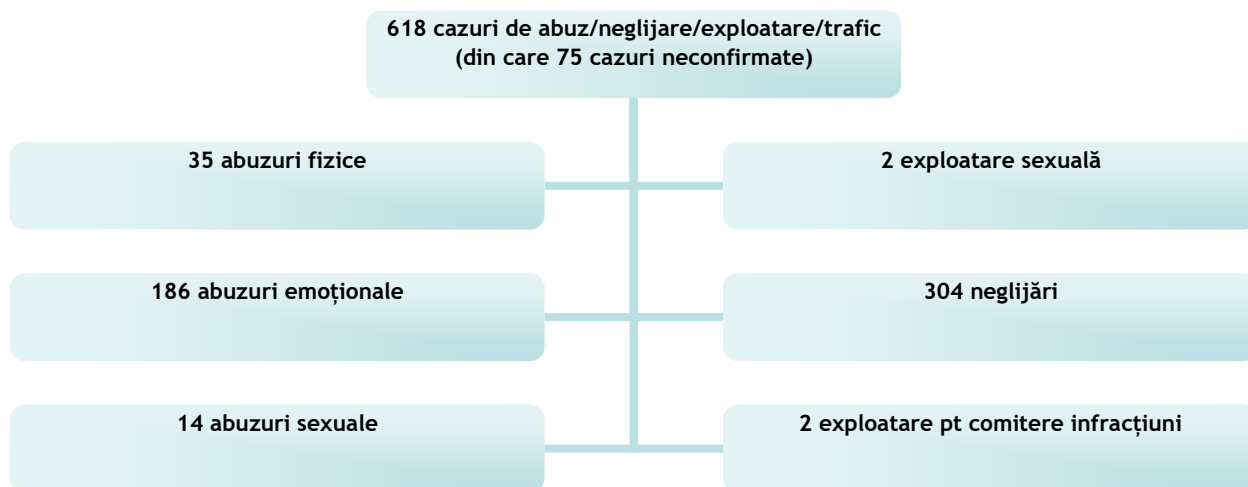 618 cazuri de abuz/neglijare/exploatare/trafic
(din care 75 cazuri neconfirmate)
35 abuzuri fizice
2 exploatare sexuală
186 abuzuri emoționale
304 neglijări
14 abuzuri sexuale
2 exploatare pt comitere infracțiuni